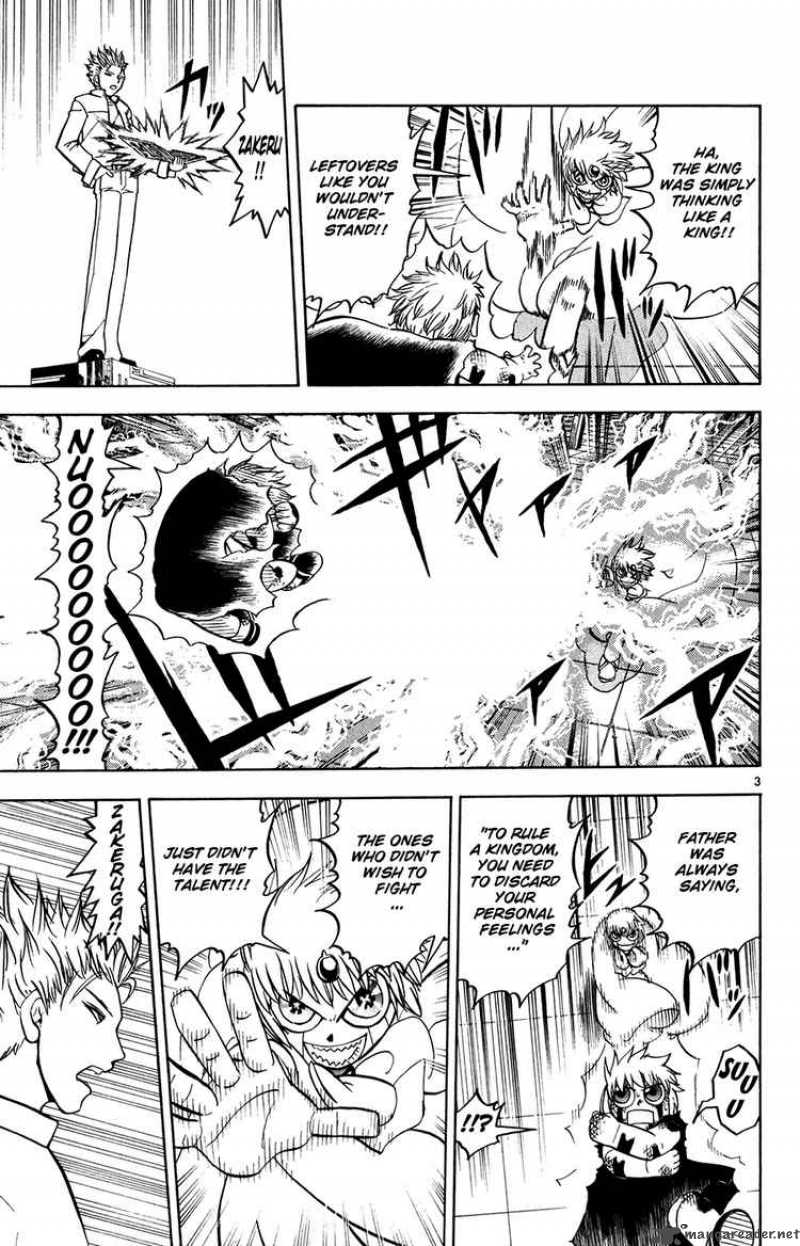 HA,
THE KING
WAS SIMPLY
THINKING
LIKE A
KING!!
LEFTOVERS
LIKE YOU
WOULDN'T
UNDER-
STAND!!
ZAKERU
!!
NUOOOOOOOOOO!!!
3
FATHER
WAS
ALWAYS
SAYING,
"TO RULE
A KINGDOM,
YOU NEED
TO DISCARD
YOUR
PERSONAL
FEELINGS
..."
SUUU
!!?
THE ONES
WHO DIDN'T
WISH TO
FIGHT
...
JUST DIDN'T
HAVE THE
TALENT!!!
ZAKERUGA!!
mangareader.net